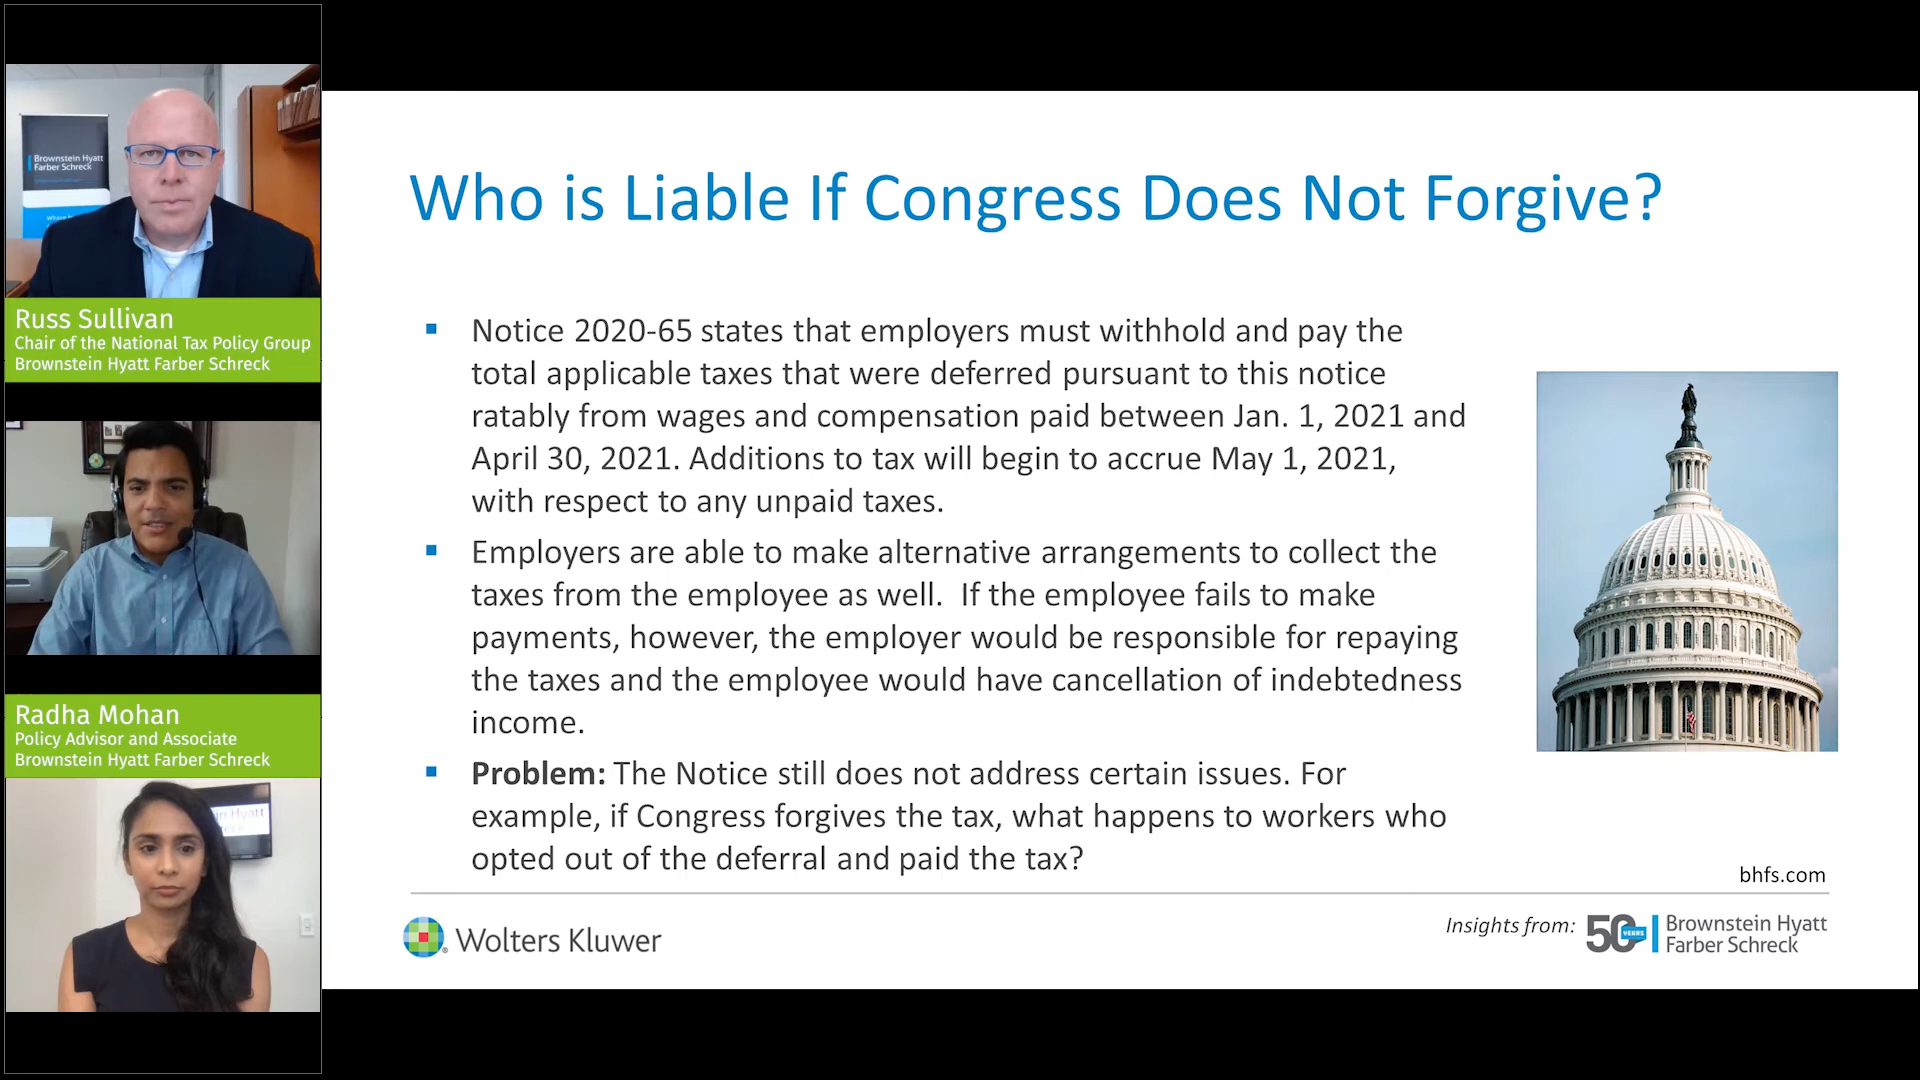 Brownstein Hyatt
Farber Schreck
Russ Sullivan
Chair of the National Tax Policy Group
Brownstein Hyatt Farber Schreck
Radha Mohan
Policy Advisor and Associate
Brownstein Hyatt Farber Schreck
Who is Liable If Congress Does Not Forgive?
▪ Notice 2020-65 states that employers must withhold and pay the
total applicable taxes that were deferred pursuant to this notice
ratably from wages and compensation paid between Jan. 1, 2021 and
April 30, 2021. Additions to tax will begin to accrue May 1, 2021,
with respect to any unpaid taxes.
▪ Employers are able to make alternative arrangements to collect the
taxes from the employee as well.  If the employee fails to make
payments, however, the employer would be responsible for repaying
the taxes and the employee would have cancellation of indebtedness
income.
▪ Problem: The Notice still does not address certain issues. For
example, if Congress forgives the tax, what happens to workers who
opted out of the deferral and paid the tax?
bhfs.com
Wolters Kluwer
Insights from:
50 YEARS
Brownstein Hyatt
Farber Schreck